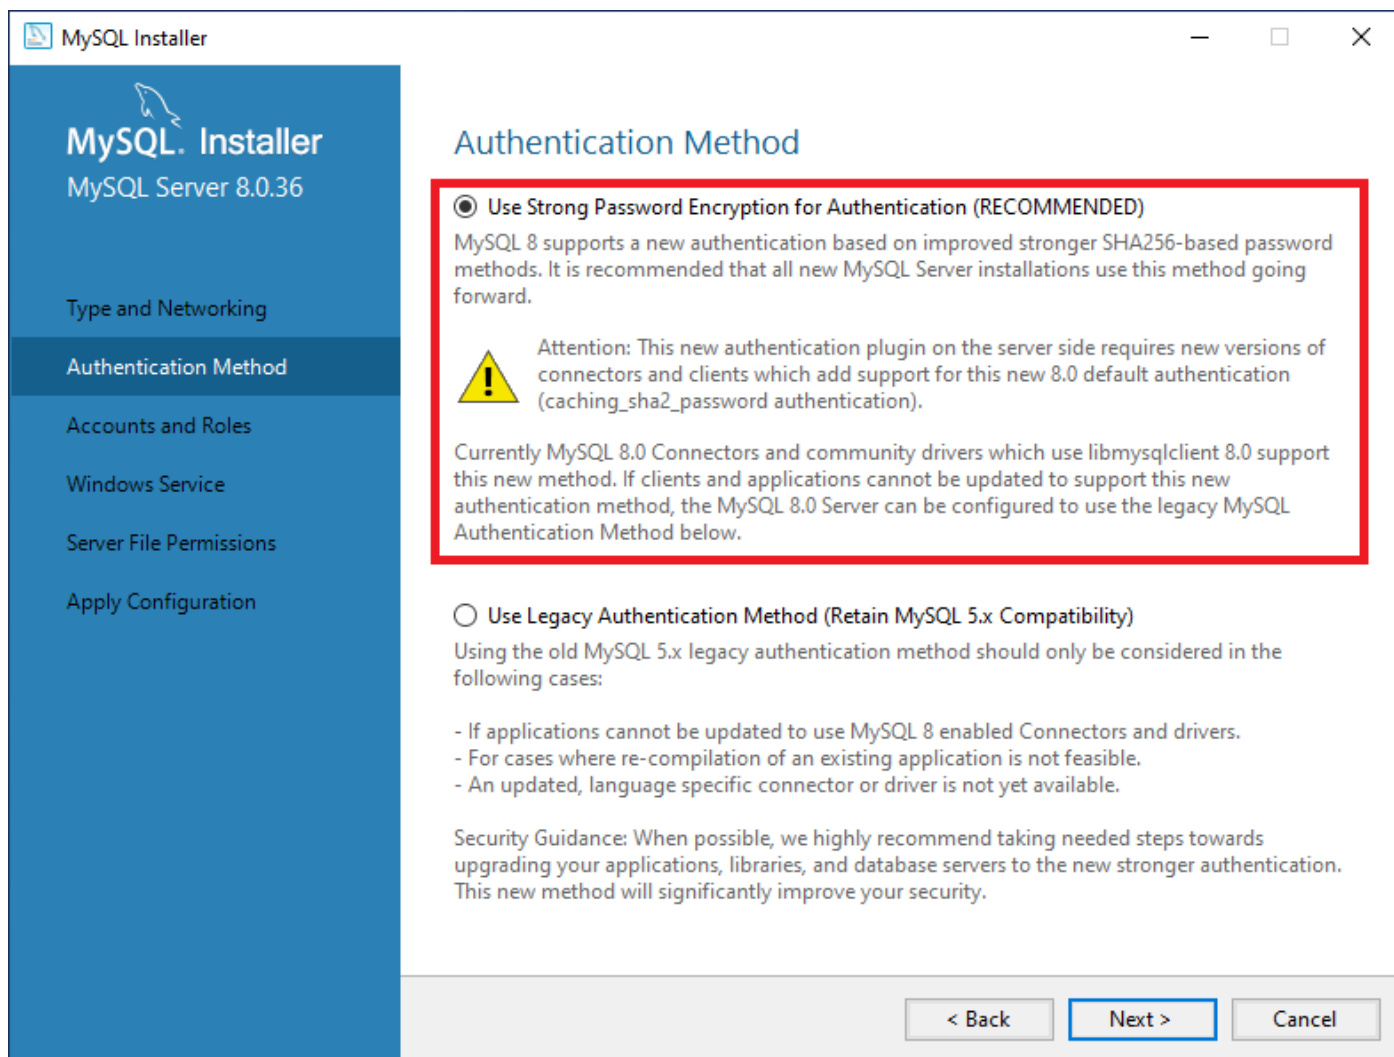 MySQL Installer
MySQL. Installer
MySQL Server 8.0.36
Type and Networking
Authentication Method
Accounts and Roles
Windows Service
Server File Permissions
Apply Configuration
Authentication Method
Use Strong Password Encryption for Authentication (RECOMMENDED)
MySQL 8 supports a new authentication based on improved stronger SHA256-based password
methods. It is recommended that all new MySQL Server installations use this method going
forward.
Attention: This new authentication plugin on the server side requires new versions of
connectors and clients which add support for this new 8.0 default authentication
(caching_sha2_password authentication).
Currently MySQL 8.0 Connectors and community drivers which use libmysqlclient 8.0 support
this new method. If clients and applications cannot be updated to support this new
authentication method, the MySQL 8.0 Server can be configured to use the legacy MySQL
Authentication Method below.
Use Legacy Authentication Method (Retain MySQL 5.x Compatibility)
Using the old MySQL 5.x legacy authentication method should only be considered in the
following cases:
- If applications cannot be updated to use MySQL 8 enabled Connectors and drivers.
- For cases where re-compilation of an existing application is not feasible.
- An updated, language specific connector or driver is not yet available.
Security Guidance: When possible, we highly recommend taking needed steps towards
upgrading your applications, libraries, and database servers to the new stronger authentication.
This new method will significantly improve your security.
< Back
Next >
Cancel